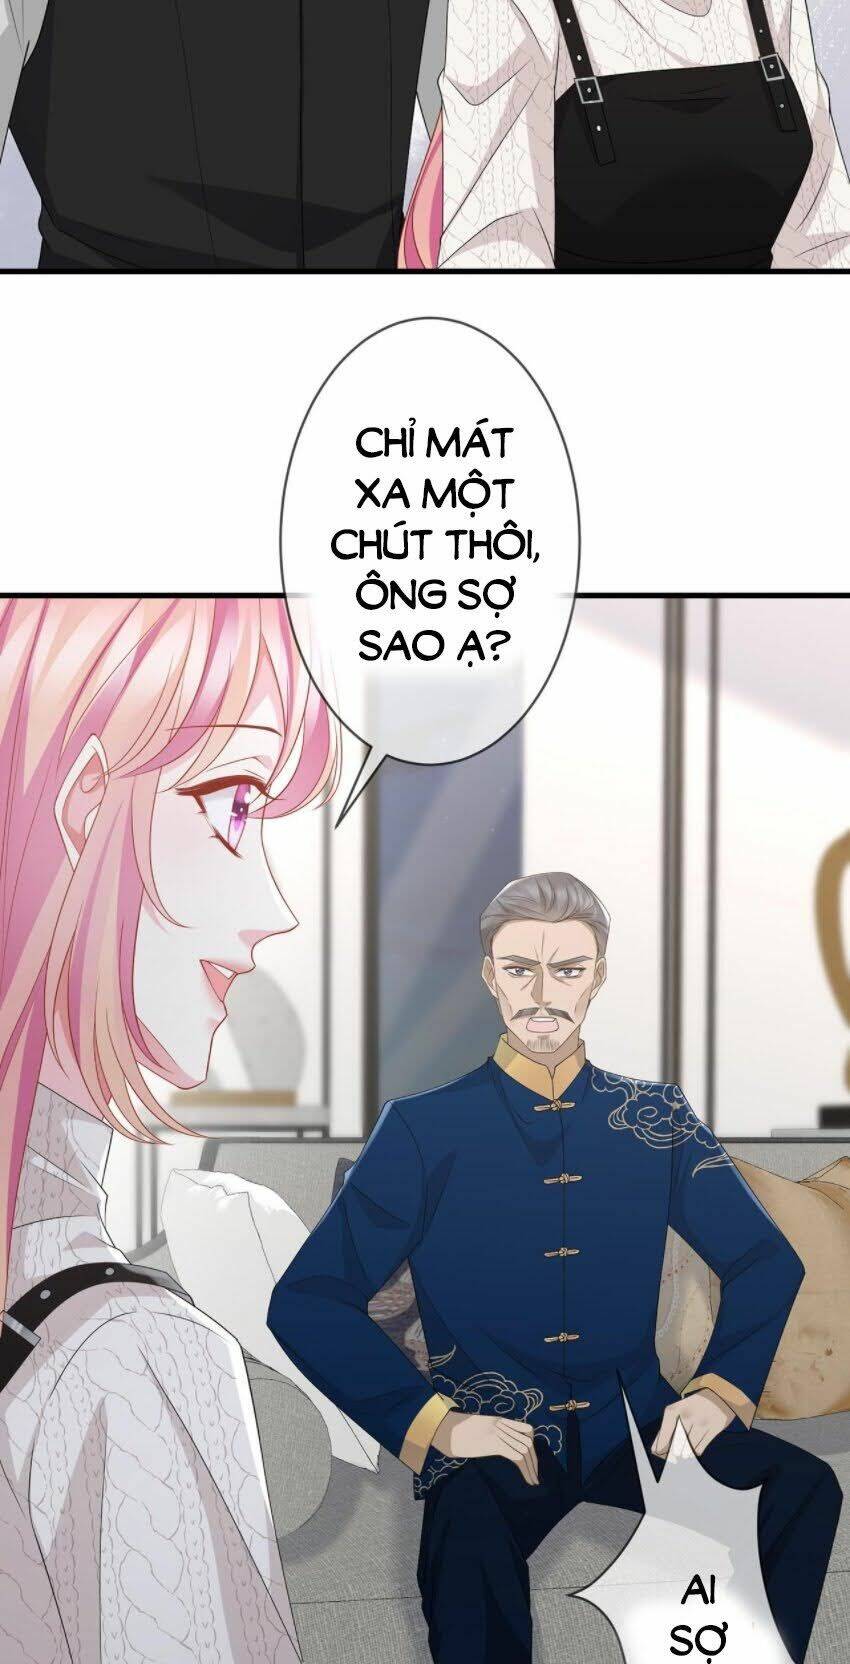 CHỈ MÁT
XA MỘT
CHÚT THÔI,
ÔNG SỢ
SAO Ạ?
AI
SỢ